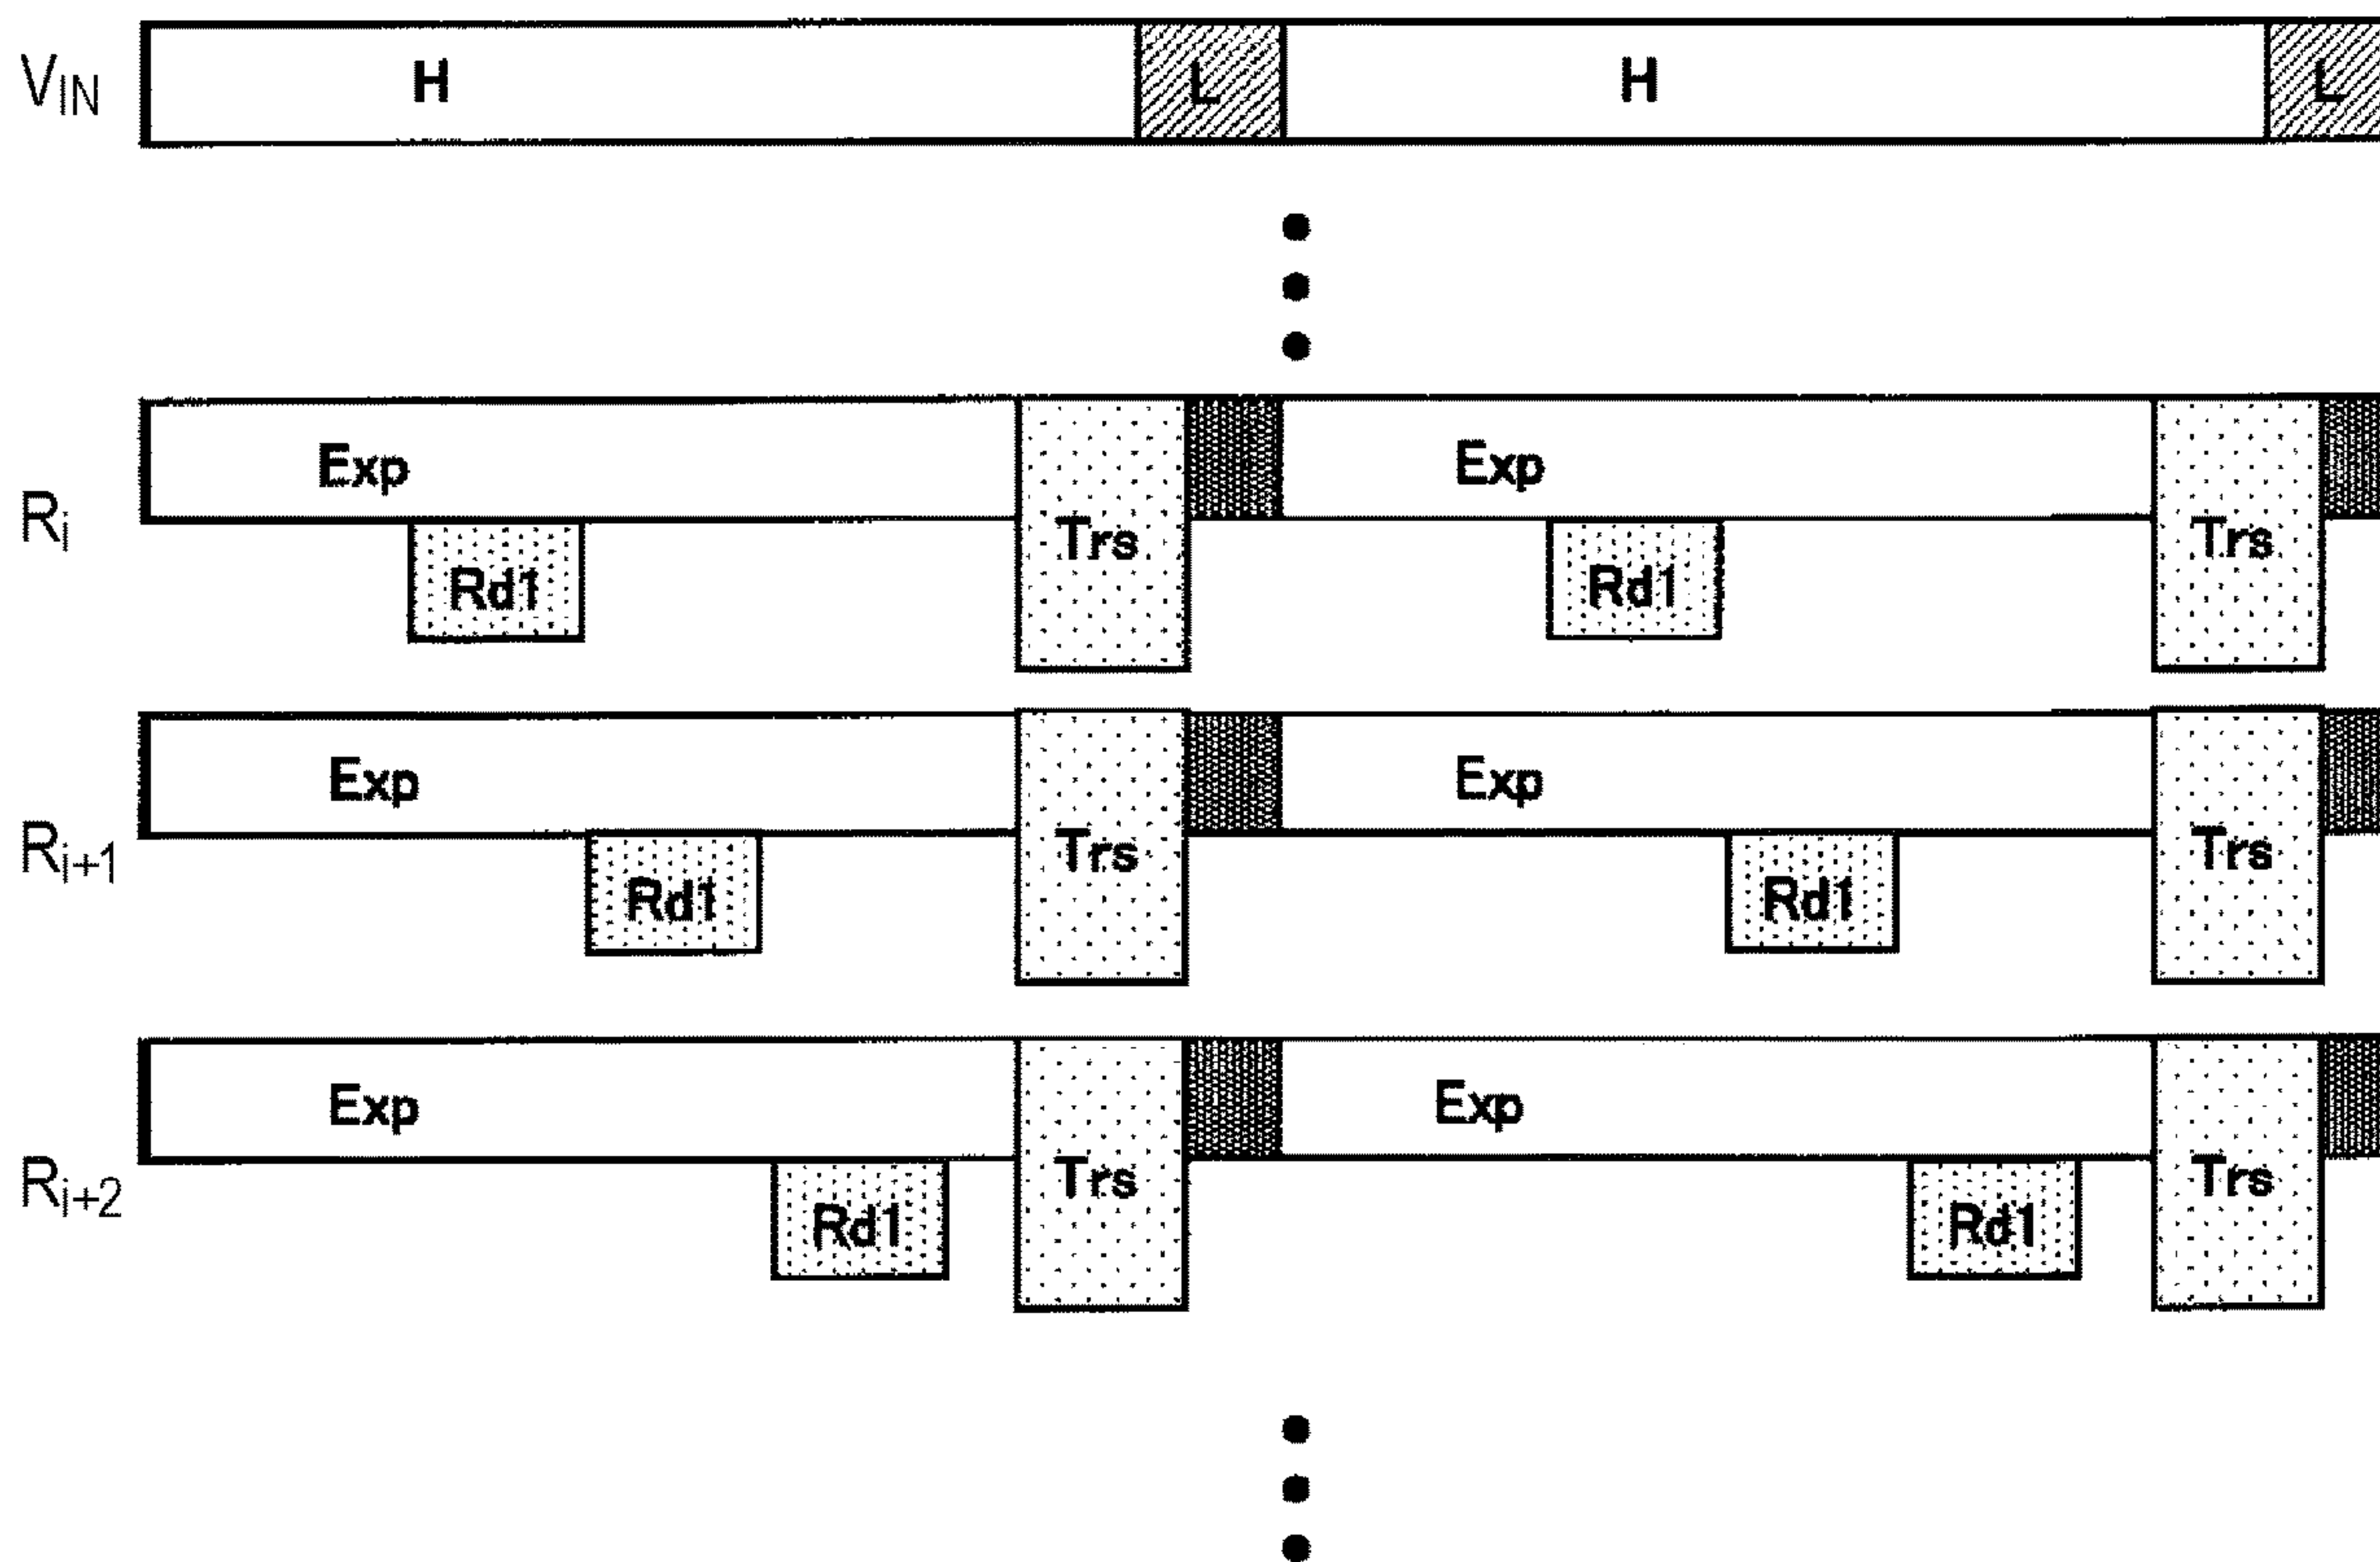 VIN H L H L
Ri Exp Trs Exp Trs
Rd1 Rd1
Ri+1 Exp Trs Exp Trs
Rd1 Rd1
Ri+2 Exp Trs Exp Trs
Rd1 Rd1